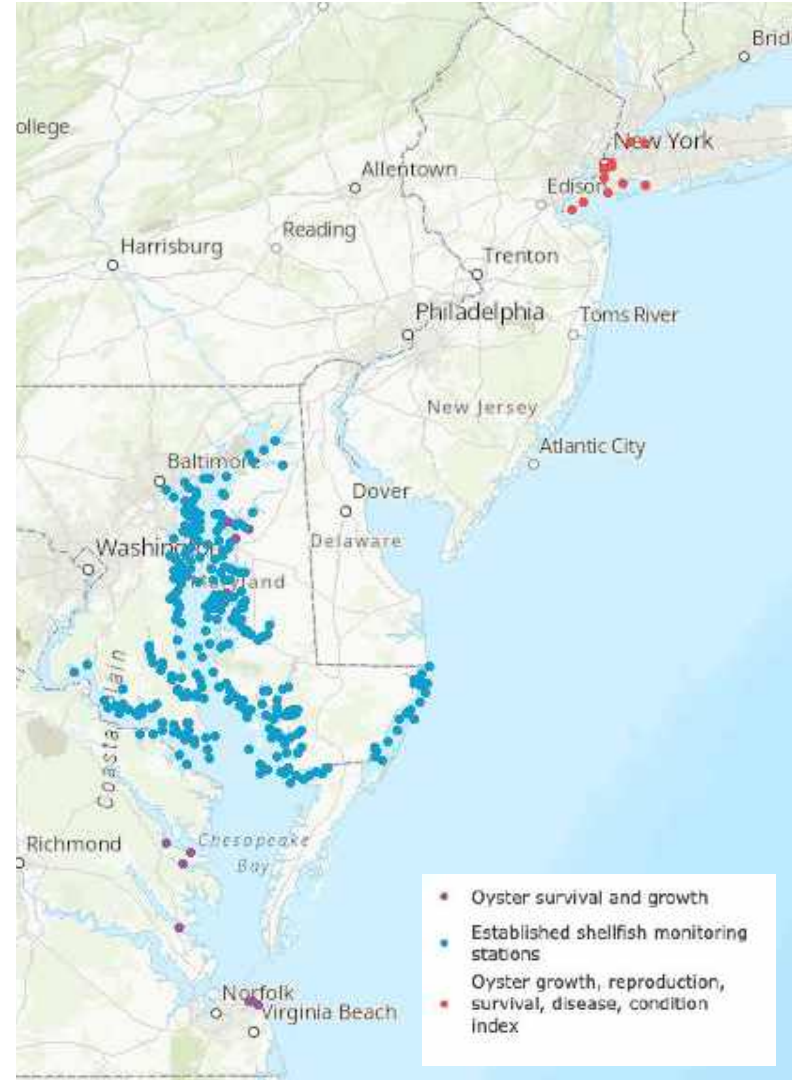 Brid
ollege
New York
Allentown
Edison
Reading
Harrisburg
Trenton
Philadelphia
Toms River
New Jersey
Baltimore
Atlantic City
Dover
Washington
Delaware
Maryland
Coastal Plain
Richmond
Chesapeake
Bay
Norfolk
Virginia Beach
Oyster survival and growth
Established shellfish monitoring
stations
Oyster growth, reproduction,
survival, disease, condition
index